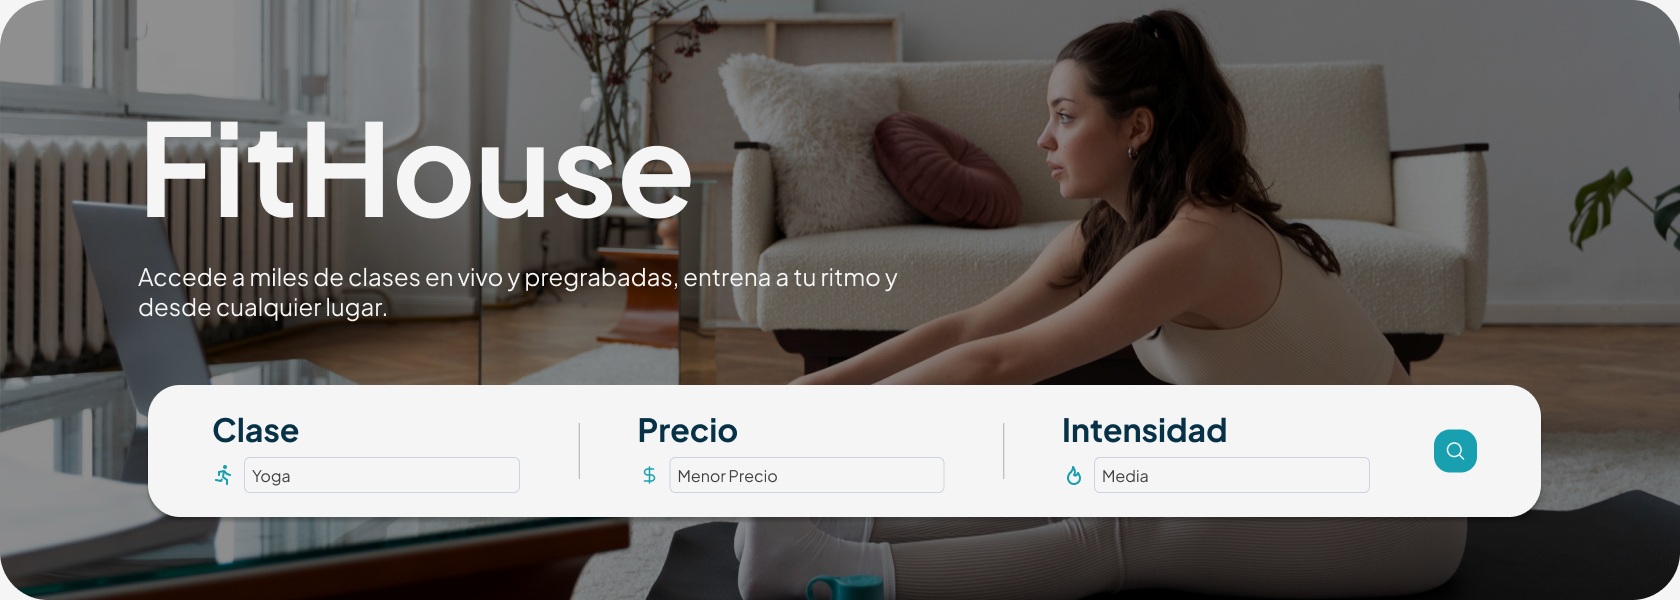 FitHouse
Accede a miles de clases en vivo y pregrabadas, entrena a tu ritmo y
desde cualquier lugar.
Clase
Yoga
Precio
$
Menor Precio
Intensidad
Media